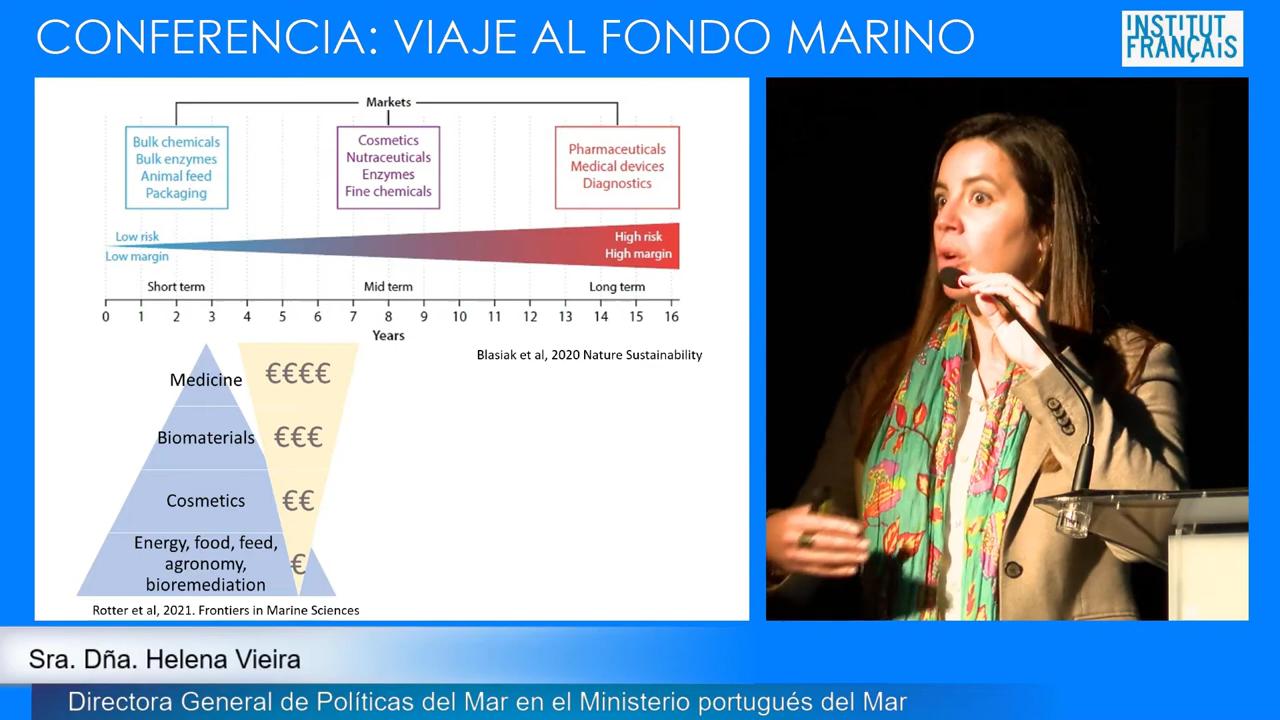 CONFERENCIA: VIAJE AL FONDO MARINO
INSTITUT
FRANÇAIS
Markets
Bulk chemicals
Bulk enzymes
Animal feed
Packaging
Cosmetics
Nutraceuticals
Enzymes
Fine chemicals
Pharmaceuticals
Medical devices
Diagnostics
Low risk
Low margin
High risk
High margin
Short term
Mid term
Long term
0 1 2 3 4 5 6 7 8 9 10 11 12 13 14 15 16
Years
Blasiak et al, 2020 Nature Sustainability
Medicine €€€€
Biomaterials €€€
Cosmetics €€
Energy, food, feed,
agronomy, €
bioremediation
Rotter et al, 2021. Frontiers in Marine Sciences
Sra. Dña. Helena Vieira
Directora General de Políticas del Mar en el Ministerio portugués del Mar